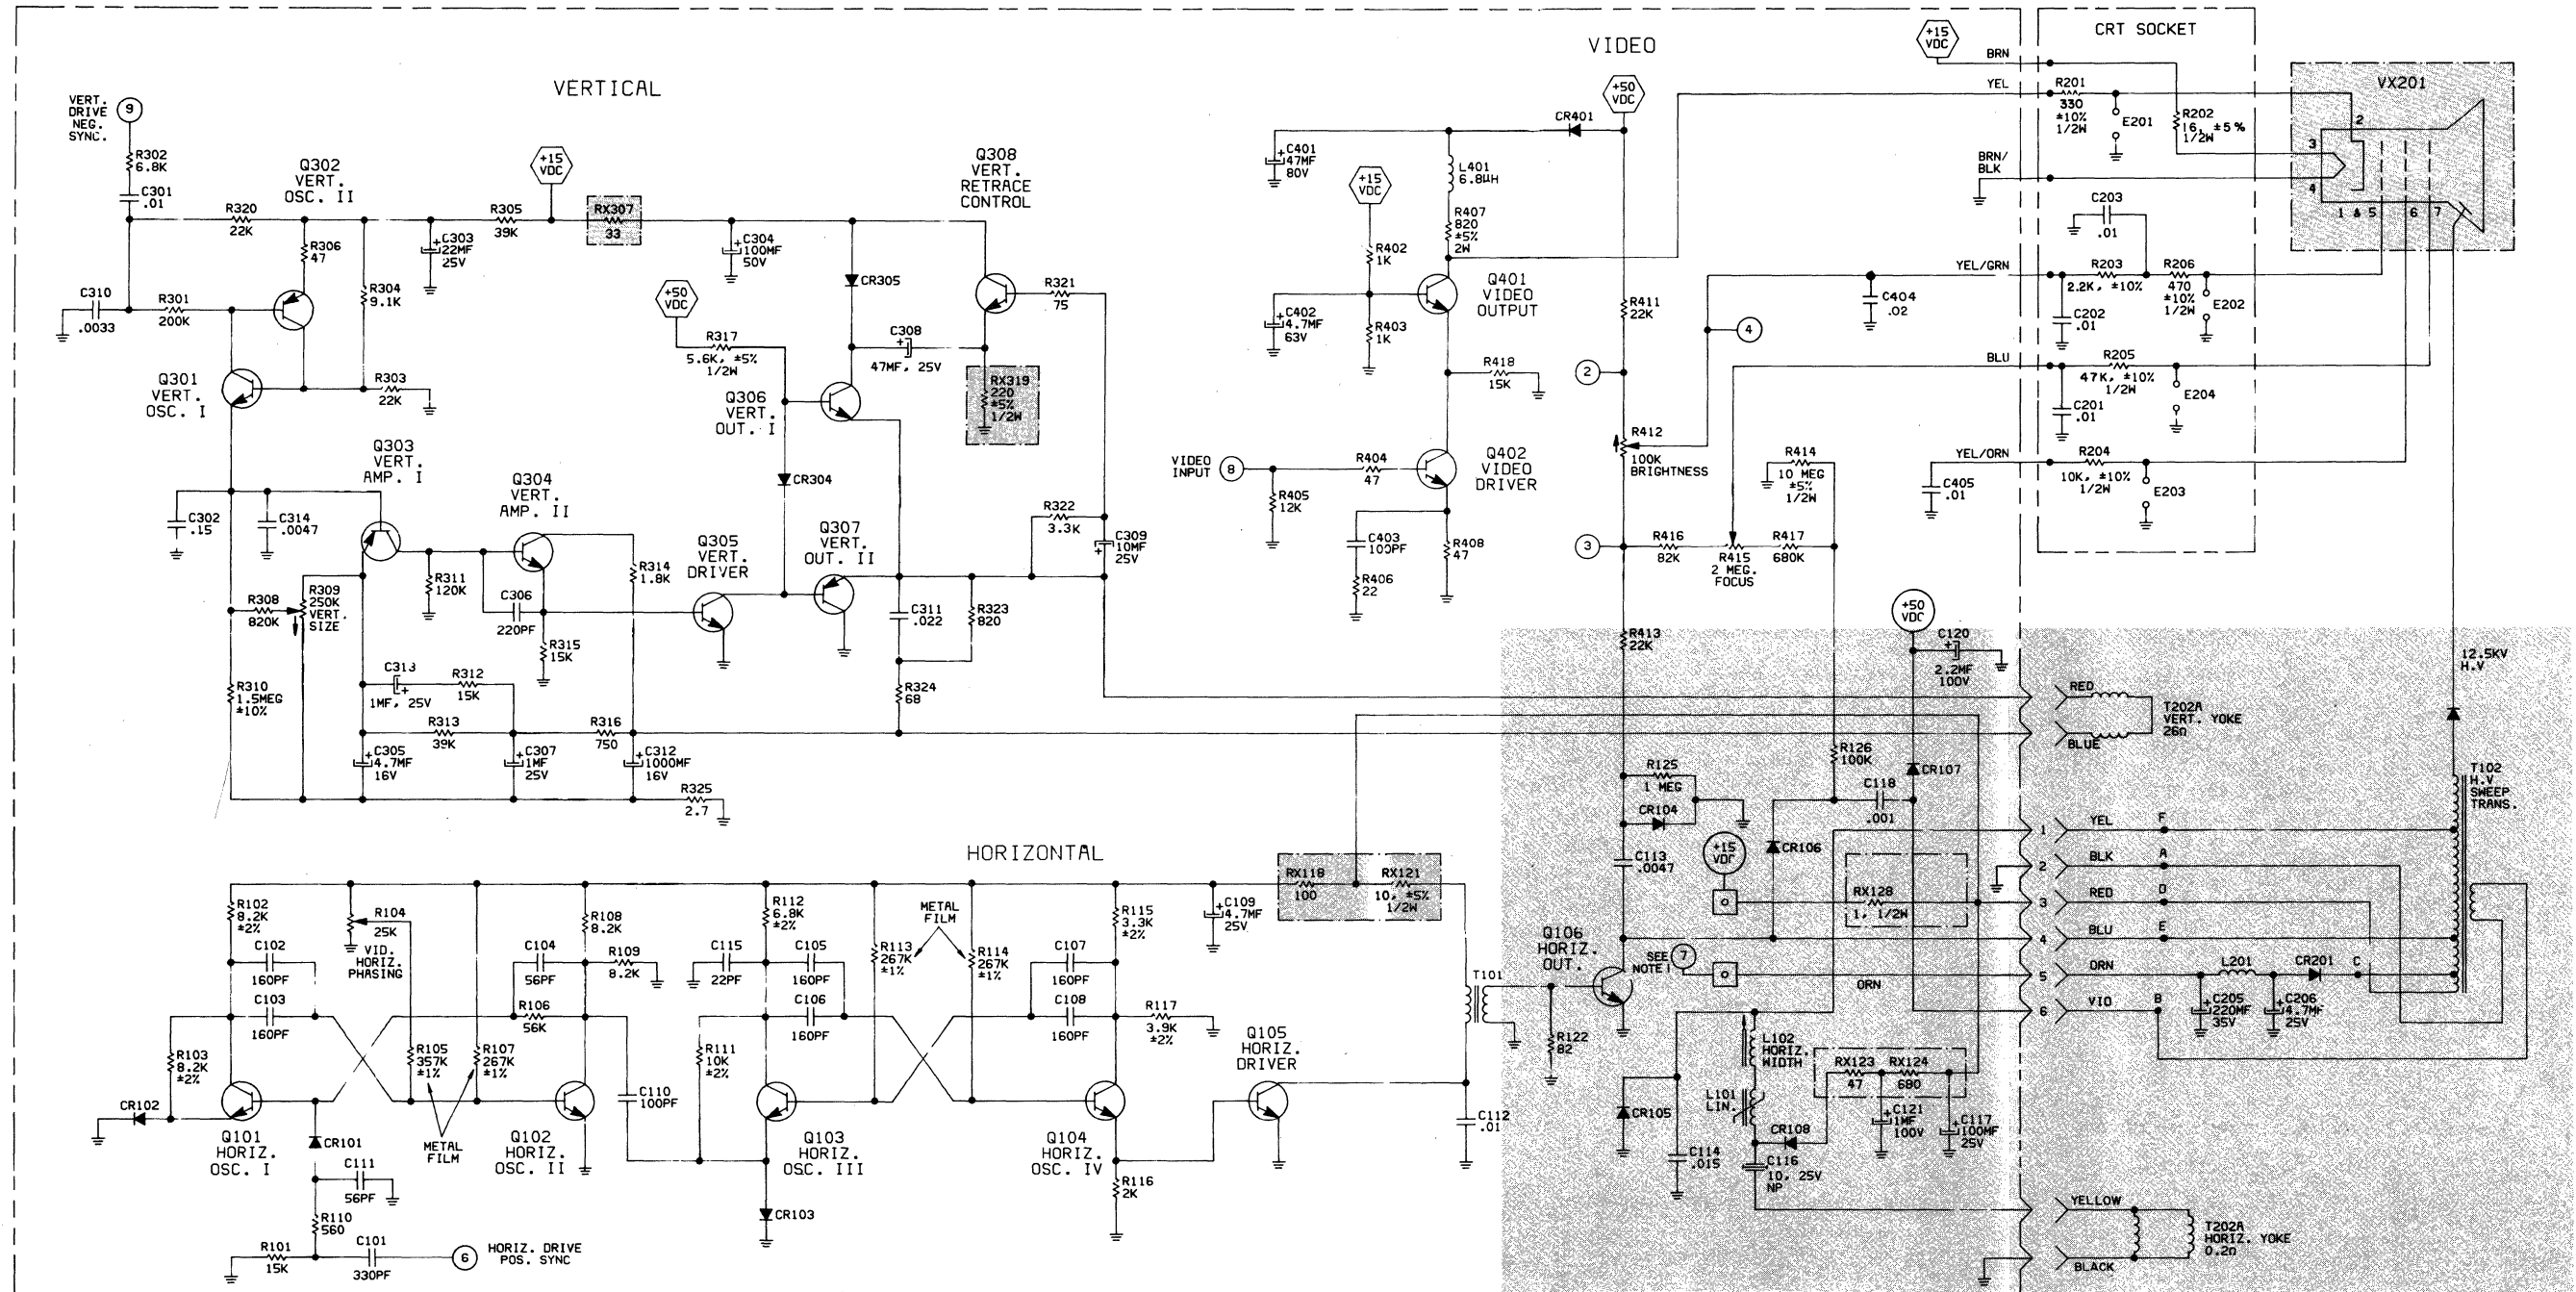 VERTICAL
VIDEO
CRT SOCKET
VX201
HORIZONTAL
VERT.
DRIVE
NEG.
SYNC.
9
R302
6.8K
C301
.01
Q302
VERT.
OSC. II
R320
22K
R306
47
C303
22MF
25V
R305
39K
+15
VDC
RX307
33
C304
100MF
50V
Q308
VERT.
RETRACE
CONTROL
R304
9.1K
C310
.0033
R301
200K
CR305
R321
75
+50
VDC
R317
5.6K, ±5%
1/2W
C308
47MF, 25V
RX319
220
±5%
1/2W
Q301
VERT.
OSC. I
R303
22K
Q306
VERT.
OUT. I
Q303
VERT.
AMP. I
CR304
Q304
VERT.
AMP. II
C302
.15
C314
.0047
Q305
VERT.
DRIVER
Q307
VERT.
OUT. II
R322
3.3K
C309
10MF
25V
R311
120K
R314
1.8K
R308
820K
R309
250K
VERT.
SIZE
C306
220PF
R315
15K
C311
.022
R323
820
R310
1.5MEG
±10%
C313
1MF, 25V
R312
15K
R324
68
R313
39K
R316
750
C305
4.7MF
16V
C307
1MF
25V
C312
1000MF
16V
R325
2.7
+50
VDC
CR401
C401
47MF
80V
L401
6.8µH
+15
VDC
R407
820
±5%
2W
R402
1K
Q401
VIDEO
OUTPUT
C402
4.7MF
63V
R403
1K
R411
22K
4
2
R418
15K
VIDEO
INPUT
8
R404
47
Q402
VIDEO
DRIVER
R412
100K
BRIGHTNESS
R405
12K
R414
10 MEG
±5%
1/2W
C403
100PF
R408
47
R406
22
3
R416
82K
R415
2 MEG.
FOCUS
R417
680K
C404
.02
C405
.01
+15
VDC
BRN
YEL
BRN/
BLK
YEL/GRN
BLU
YEL/ORN
R201
330
±10%
1/2W
E201
R202
16, ±5%
1/2W
2
3
4
1 & 5
6
7
C203
.01
R203
2.2K, ±10%
R206
470
±10%
1/2W
E202
C202
.01
R205
47K, ±10%
1/2W
E204
C201
.01
R204
10K, ±10%
1/2W
E203
+50
VDC
C120
2.2MF
100V
R413
22K
RED
BLUE
T202A
VERT. YOKE
26Ω
12.5KV
H.V
R126
100K
CR107
R125
1 MEG
C118
.001
CR104
T102
H.V
SWEEP
TRANS.
C113
.0047
+15
VDC
CR106
RX128
1, 1/2W
1
YEL
F
2
BLK
A
3
RED
D
4
BLU
E
5
ORN
C
6
VIO
B
L201
CR201
C205
220MF
35V
C206
4.7MF
25V
Q106
HORIZ.
OUT.
SEE
NOTE 1
7
ORN
R102
8.2K
±2%
R104
25K
VID.
HORIZ.
PHASING
C102
160PF
C103
160PF
R103
8.2K
±2%
CR102
Q101
HORIZ.
OSC. I
CR101
C111
56PF
R110
560
R101
15K
C101
330PF
6
HORIZ. DRIVE
POS. SYNC
R105
357K
±1%
R107
267K
±1%
METAL
FILM
C104
56PF
R106
56K
R108
8.2K
R109
8.2K
Q102
HORIZ.
OSC. II
C110
100PF
R111
10K
±2%
R112
6.8K
±2%
C115
22PF
C105
160PF
C106
160PF
Q103
HORIZ.
OSC. III
CR103
R113
267K
±1%
METAL
FILM
R114
267K
±1%
C107
160PF
C108
160PF
R115
3.3K
±2%
R117
3.9K
±2%
Q104
HORIZ.
OSC. IV
R116
2K
C109
4.7MF
25V
RX118
100
RX121
10, ±5%
1/2W
Q105
HORIZ.
DRIVER
T101
C112
.01
R122
82
CR105
C114
.015
L102
HORIZ.
WIDTH
L101
LIN.
RX123
47
RX124
680
CR108
C121
1MF
100V
C117
100MF
25V
C116
10, 25V
NP
YELLOW
BLACK
T202A
HORIZ. YOKE
0.2Ω